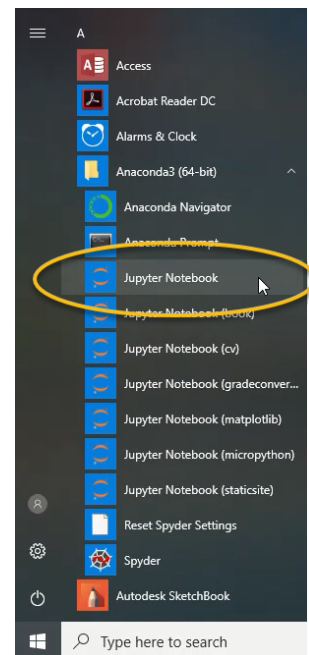 A
Access
Acrobat Reader DC
Alarms & Clock
Anaconda3 (64-bit)
Anaconda Navigator
Anaconda Prompt
Jupyter Notebook
Jupyter Notebook (book)
Jupyter Notebook (cv)
Jupyter Notebook (gradeconver...
Jupyter Notebook (matplotlib)
Jupyter Notebook (micropython)
Jupyter Notebook (staticsite)
Reset Spyder Settings
Spyder
Autodesk SketchBook
Type here to search